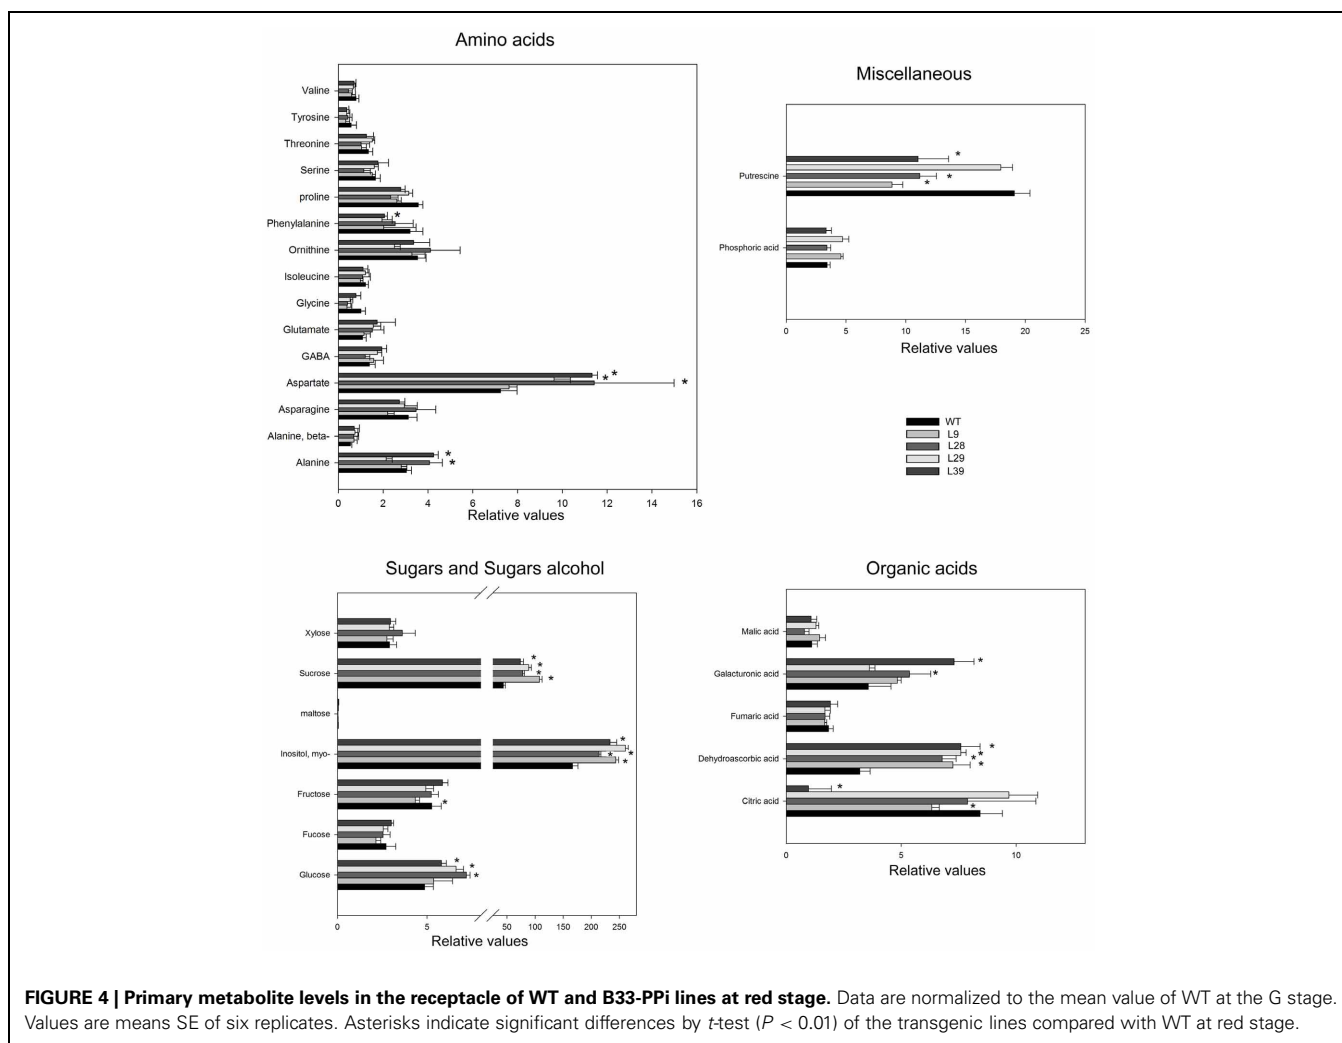 Amino acids
Valine
Tyrosine
Threonine
Serine
proline
Phenylalanine
Ornithine
Isoleucine
Glycine
Glutamate
GABA
Aspartate
Asparagine
Alanine, beta-
Alanine
*
*
*
*
*
*
0 2 4 6 8 10 12 14 16
Relative values
Miscellaneous
Putrescine
Phosphoric acid
*
*
*
0 5 10 15 20 25
Relative values
WT
L9
L28
L29
L39
Sugars and Sugars alcohol
Xylose
Sucrose
maltose
Inositol, myo-
Fructose
Fucose
Glucose
*
*
*
*
*
* *
*
*
*
*
*
0 5 50 100 150 200 250
Relative values
Organic acids
Malic acid
Galacturonic acid
Fumaric acid
Dehydroascorbic acid
Citric acid
*
*
*
*
*
*
*
*
0 5 10
Relative values
FIGURE 4 | Primary metabolite levels in the receptacle of WT and B33-PPi lines at red stage. Data are normalized to the mean value of WT at the G stage.
Values are means SE of six replicates. Asterisks indicate significant differences by t-test (P < 0.01) of the transgenic lines compared with WT at red stage.